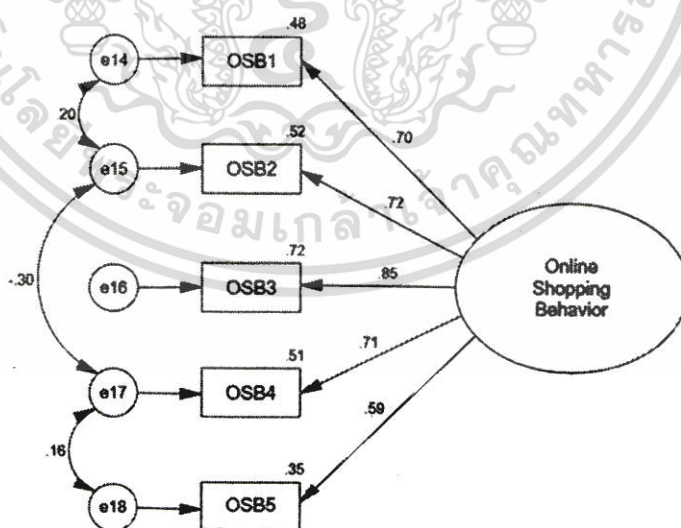 .48
e14
OSB1
.20
.70
.52
e15
OSB2
.72
.72
-.30
e16
OSB3
.85
Online
Shopping
Behavior
.51
.71
e17
OSB4
.59
.16
.35
e18
OSB5